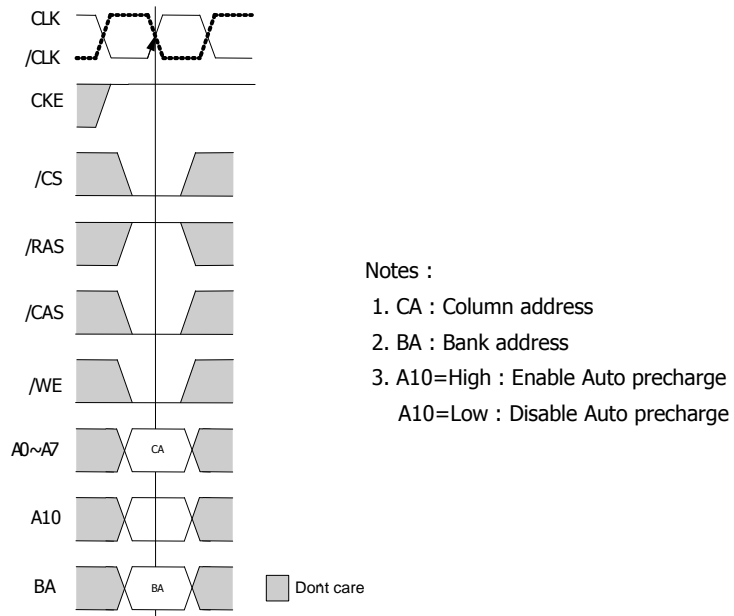 CLK
/CLK
CKE
/CS
/RAS
/CAS
/WE
A0~A7
CA
A10
BA
BA
Dont care
Notes :
1. CA : Column address
2. BA : Bank address
3. A10=High : Enable Auto precharge
A10=Low : Disable Auto precharge